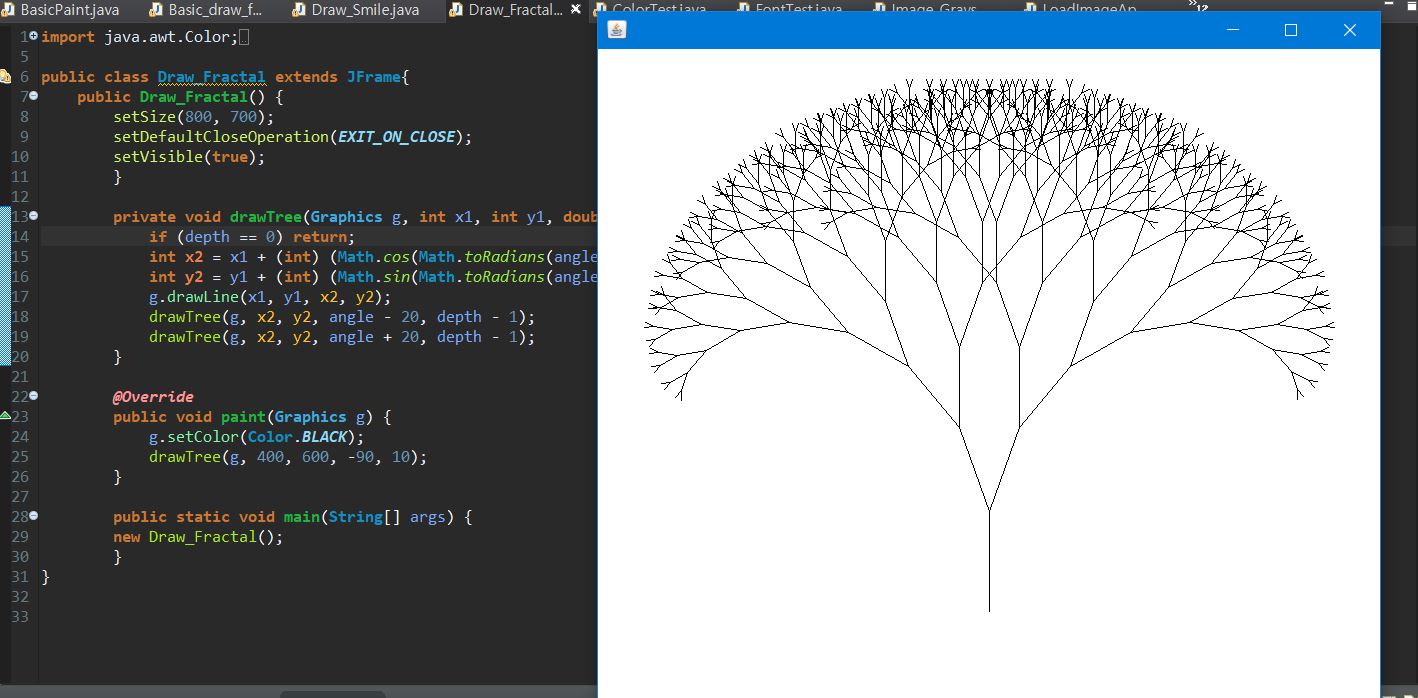 BasicPaint.java Basic_draw_f... Draw_Smile.java Draw_Fractal... ColorTest.java FontTest.java Image_Grays LoadImageAp 12
1 import java.awt.Color;
5
6 public class Draw_Fractal extends JFrame{
7 public Draw_Fractal() {
8 setSize(800, 700);
9 setDefaultCloseOperation(EXIT_ON_CLOSE);
10 setVisible(true);
11 }
12
13 private void drawTree(Graphics g, int x1, int y1, doub
14 if (depth == 0) return;
15 int x2 = x1 + (int) (Math.cos(Math.toRadians(angle
16 int y2 = y1 + (int) (Math.sin(Math.toRadians(angle
17 g.drawLine(x1, y1, x2, y2);
18 drawTree(g, x2, y2, angle - 20, depth - 1);
19 drawTree(g, x2, y2, angle + 20, depth - 1);
20 }
21
22 @Override
23 public void paint(Graphics g) {
24 g.setColor(Color.BLACK);
25 drawTree(g, 400, 600, -90, 10);
26 }
27
28 public static void main(String[] args) {
29 new Draw_Fractal();
30 }
31 }
32
33